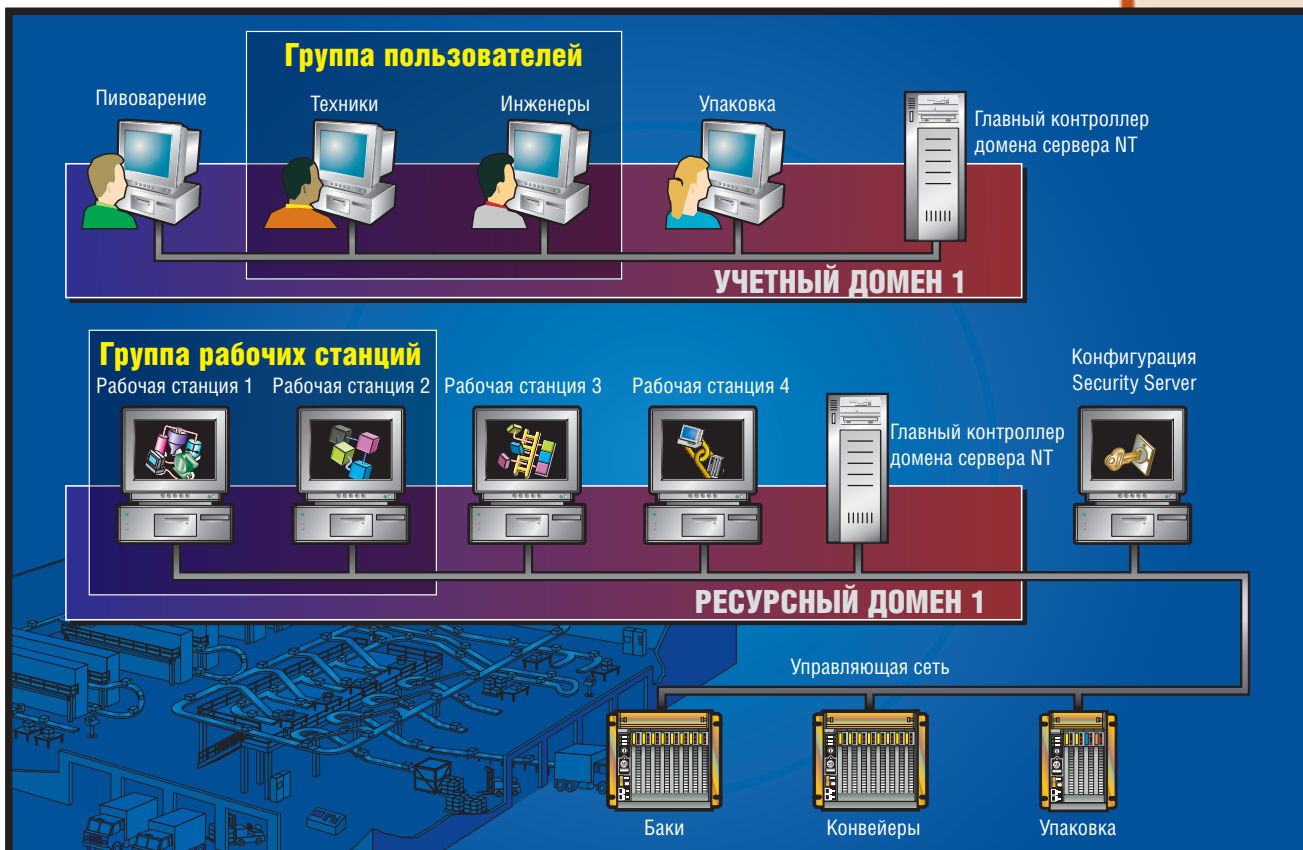 Группа пользователей
Пивоварение
Техники
Инженеры
Упаковка
Главный контроллер
домена сервера NT
УЧЕТНЫЙ ДОМЕН 1
Группа рабочих станций
Рабочая станция 1
Рабочая станция 2
Рабочая станция 3
Рабочая станция 4
Главный контроллер
домена сервера NT
Конфигурация
Security Server
РЕСУРСНЫЙ ДОМЕН 1
Управляющая сеть
Баки
Конвейеры
Упаковка